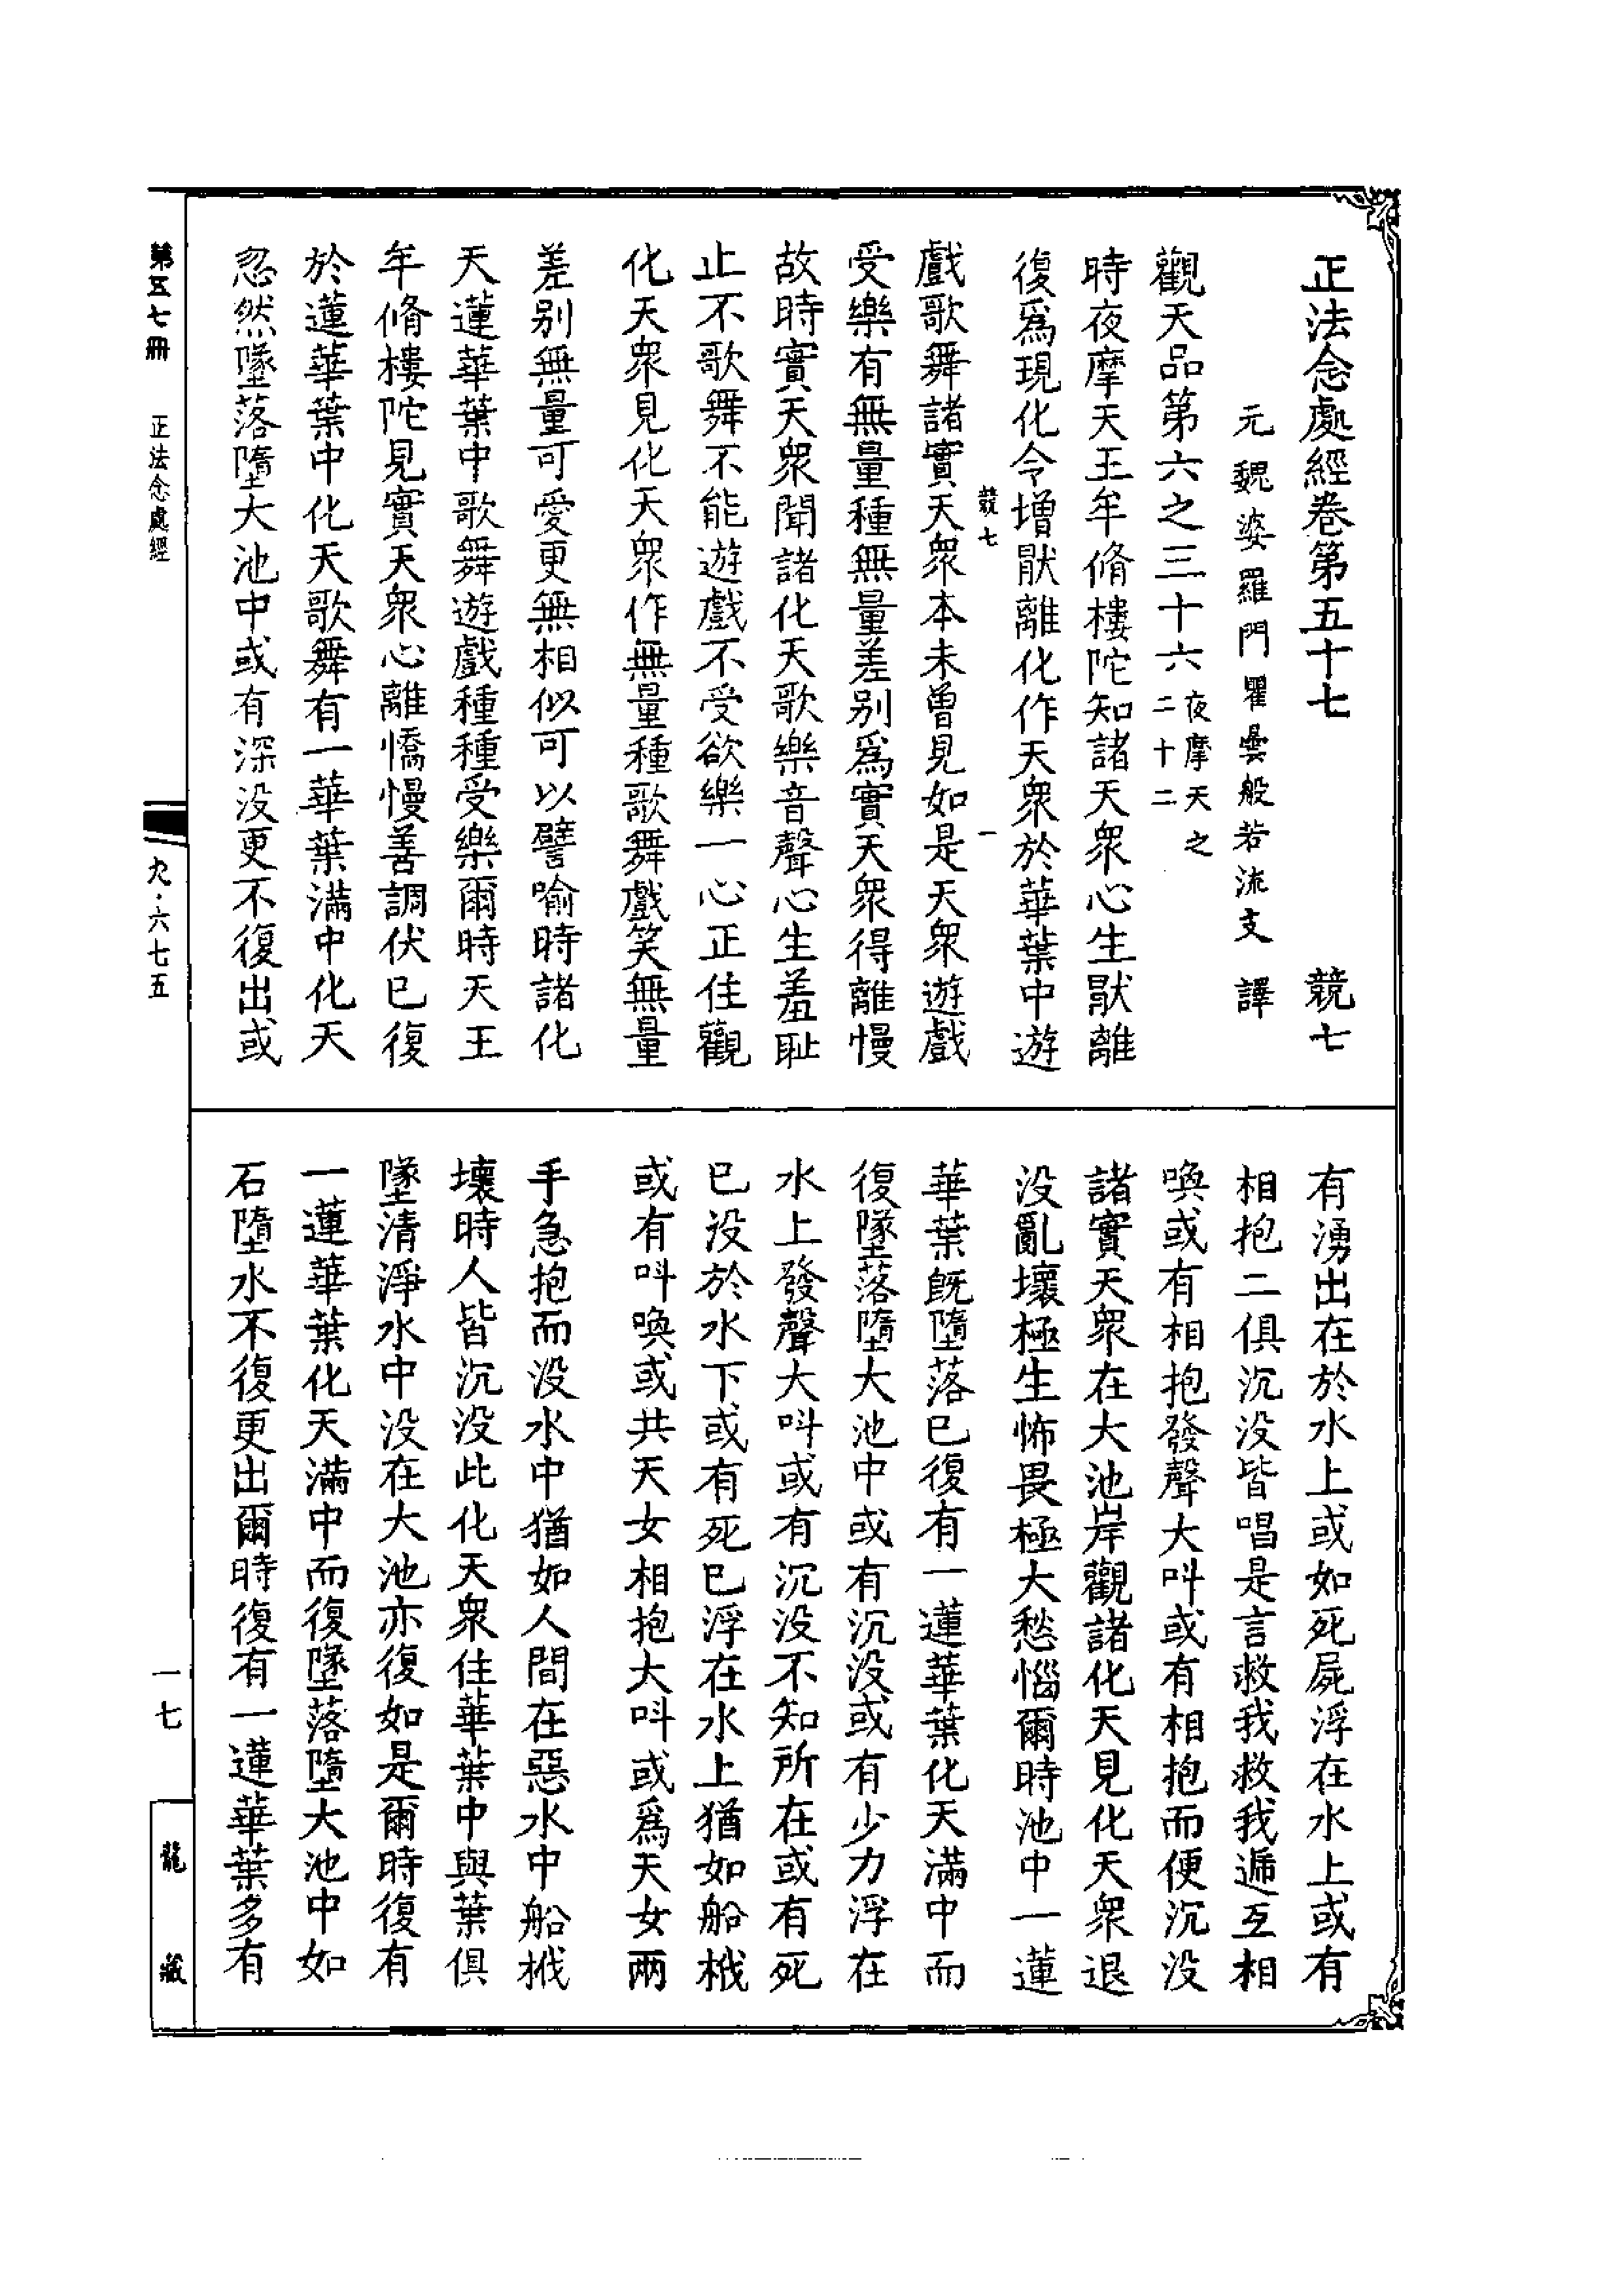 正法念處經卷第五十七 競七
元魏婆羅門瞿曇般若流支 譯
觀天品第六之三十六夜摩天之二十二
時夜摩天王牟脩樓陀知諸天衆心生猒離
復爲現化令增猒離化作天衆於華葉中遊
競七 一
戲歌舞諸實天衆本未曾見如是天衆遊戲
受樂有無量種無量差别爲實天衆得離慢
故時實天衆聞諸化天歌樂音聲心生羞耻
止不歌舞不能遊戲不受欲樂一心正住觀
化天衆見化天衆作無量種歌舞戲笑無量
差别無量可愛更無相似可以譬喻時諸化
天蓮華葉中歌舞遊戲種種受樂爾時天王
牟脩樓陀見實天衆心離憍慢善調伏已復
於蓮華葉中化天歌舞有一華葉滿中化天
忽然墜落墮大池中或有深没更不復出或
有湧出在於水上或如死屍浮在水上或有
相抱二俱沉没皆唱是言救我救我遞互相
喚或有相抱發聲大呌或有相抱而便沉没
諸實天衆在大池岸觀諸化天見化天衆退
没亂壞極生怖畏極大愁惱爾時池中一蓮
華葉旣墮落已復有一蓮華葉化天滿中而
復墜落墮大池中或有沉没或有少力浮在
水上發聲大呌或有沉没不知所在或有死
已没於水下或有死已浮在水上猶如船栰
或有呌喚或共天女相抱大呌或爲天女兩
手急抱而没水中猶如人間在惡水中船栰
壞時人皆沉没此化天衆住華葉中與葉俱
墜清淨水中没在大池亦復如是爾時復有
一蓮華葉化天滿中而復墜落墮大池中如
石墮水不復更出爾時復有一蓮華葉多有
第五七冊 正法念處經
九·六七五
一七
龍藏